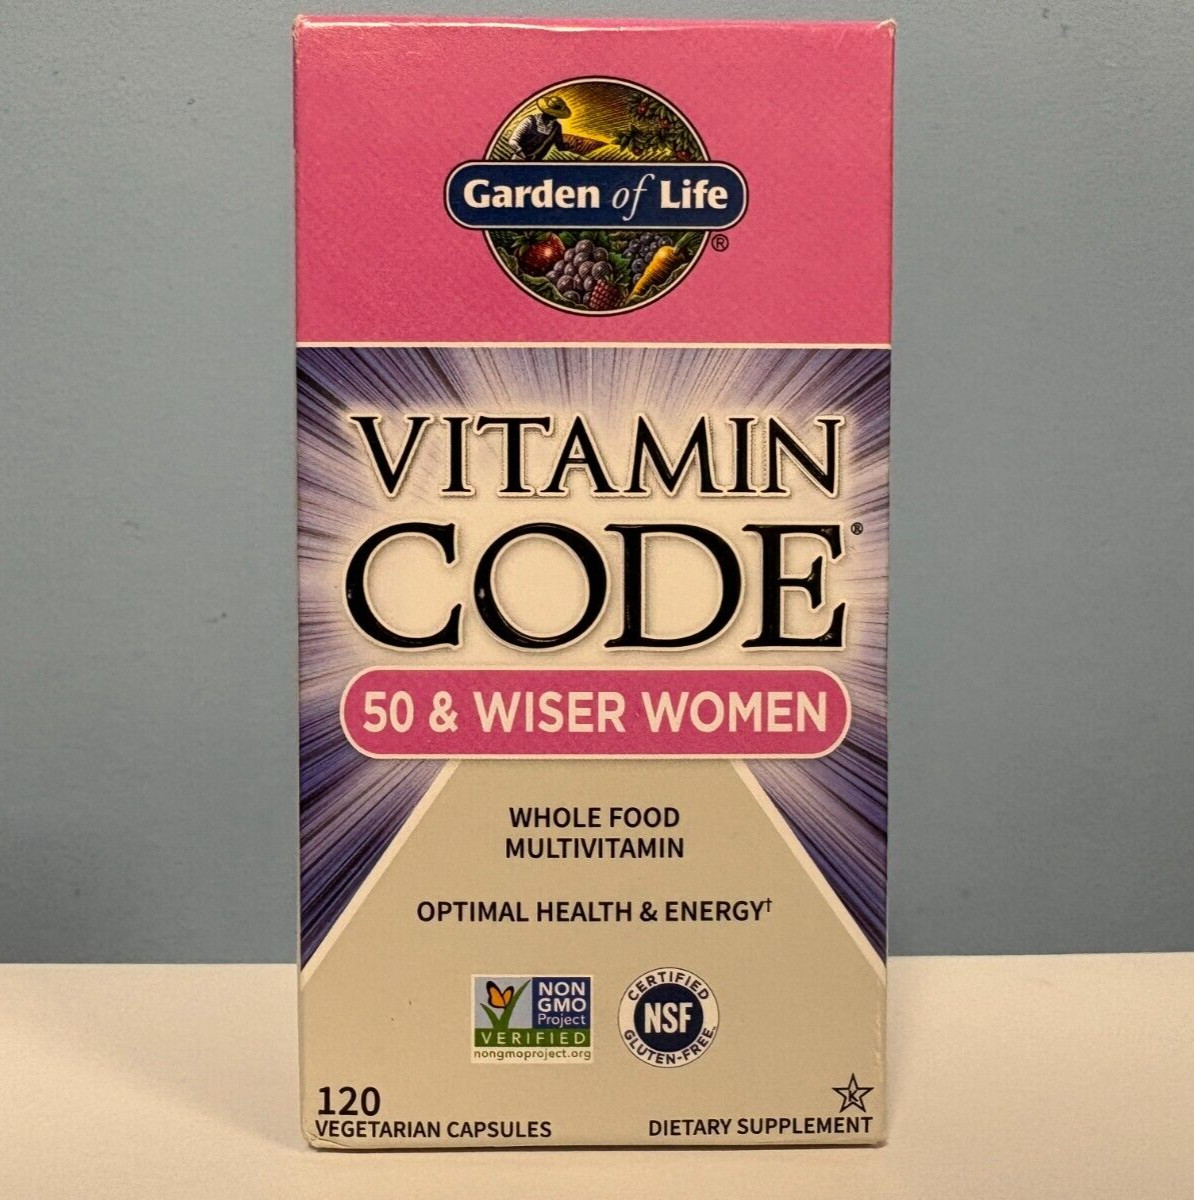 Garden of Life
®
VITAMIN
CODE®
50 & WISER WOMEN
WHOLE FOOD
MULTIVITAMIN
OPTIMAL HEALTH & ENERGY†
NON
GMO
Project
VERIFIED
nongmoproject.org
CERTIFIED
NSF
GLUTEN-FREE
K
120
VEGETARIAN CAPSULES
DIETARY SUPPLEMENT